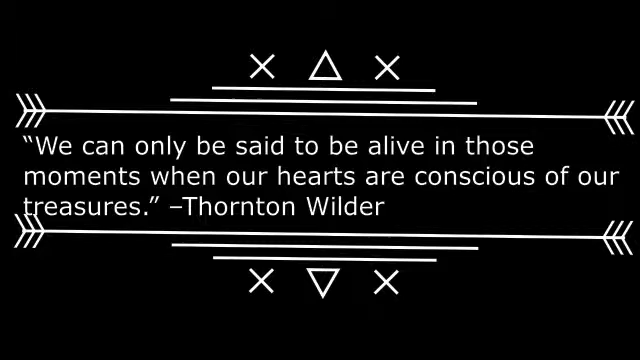 “We can only be said to be alive in those
moments when our hearts are conscious of our
treasures.” –Thornton Wilder